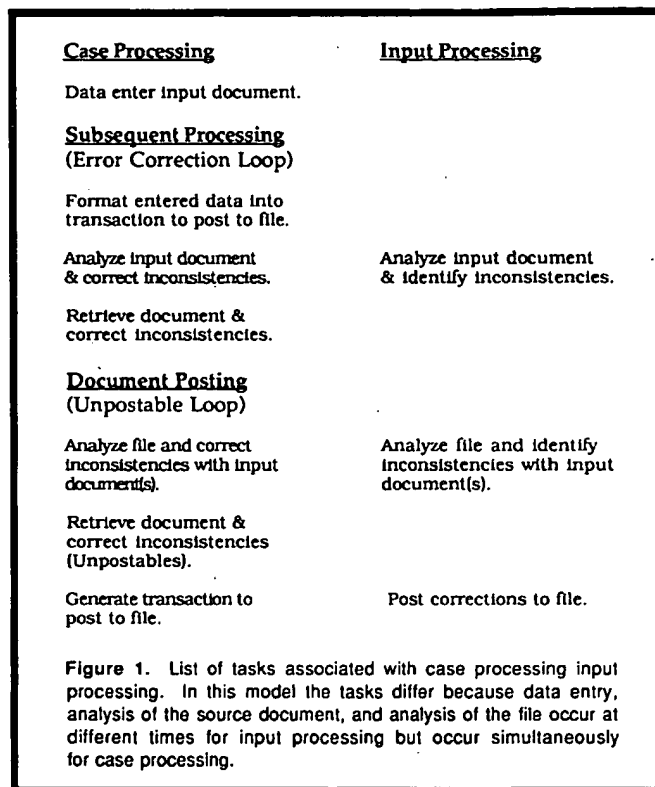 Case Processing Input Processing
Data enter input document.
Subsequent Processing
(Error Correction Loop)
Format entered data into
transaction to post to file.
Analyze input document Analyze input document
& correct inconsistencies. & identify inconsistencies.
Retrieve document &
correct inconsistencies.
Document Posting
(Unpostable Loop)
Analyze file and correct Analyze file and identify
inconsistencies with input inconsistencies with input
document(s). document(s).
Retrieve document &
correct inconsistencies
(Unpostables).
Generate transaction to Post corrections to file.
post to file.
Figure 1. List of tasks associated with case processing input
processing. In this model the tasks differ because data entry,
analysis of the source document, and analysis of the file occur at
different times for input processing but occur simultaneously
for case processing.